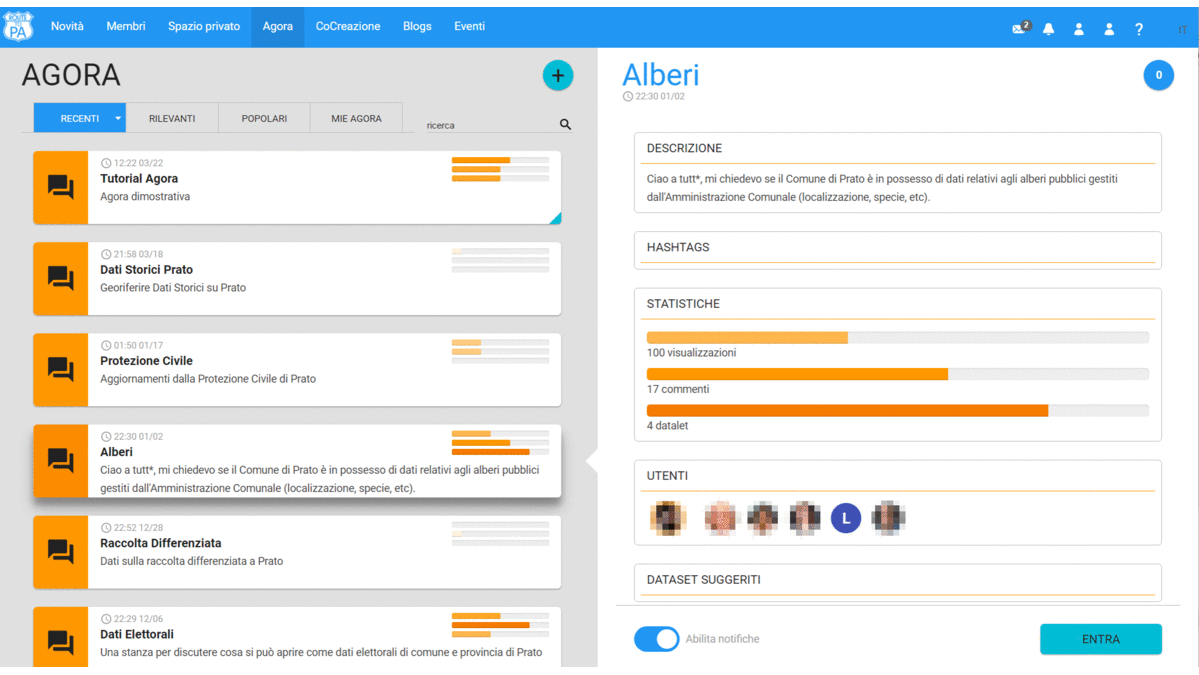 ROUTE
TO
PA
Novità
Membri
Spazio privato
Agora
CoCreazione
Blogs
Eventi
2
?
IT
AGORA
+
RECENTI
RILEVANTI
POPOLARI
MIE AGORA
ricerca
12:22 03/22
Tutorial Agora
Agora dimostrativa
21:58 03/18
Dati Storici Prato
Georiferire Dati Storici su Prato
01:50 01/17
Protezione Civile
Aggiornamenti dalla Protezione Civile di Prato
22:30 01/02
Alberi
Ciao a tutt*, mi chiedevo se il Comune di Prato è in possesso di dati relativi agli alberi pubblici
gestiti dall'Amministrazione Comunale (localizzazione, specie, etc).
22:52 12/28
Raccolta Differenziata
Dati sulla raccolta differenziata a Prato
22:29 12/06
Dati Elettorali
Una stanza per discutere cosa si può aprire come dati elettorali di comune e provincia di Prato
Alberi
22:30 01/02
0
DESCRIZIONE
Ciao a tutt*, mi chiedevo se il Comune di Prato è in possesso di dati relativi agli alberi pubblici gestiti
dall'Amministrazione Comunale (localizzazione, specie, etc).
HASHTAGS
STATISTICHE
100 visualizzazioni
17 commenti
4 datalet
UTENTI
L
DATASET SUGGERITI
Abilita notifiche
ENTRA